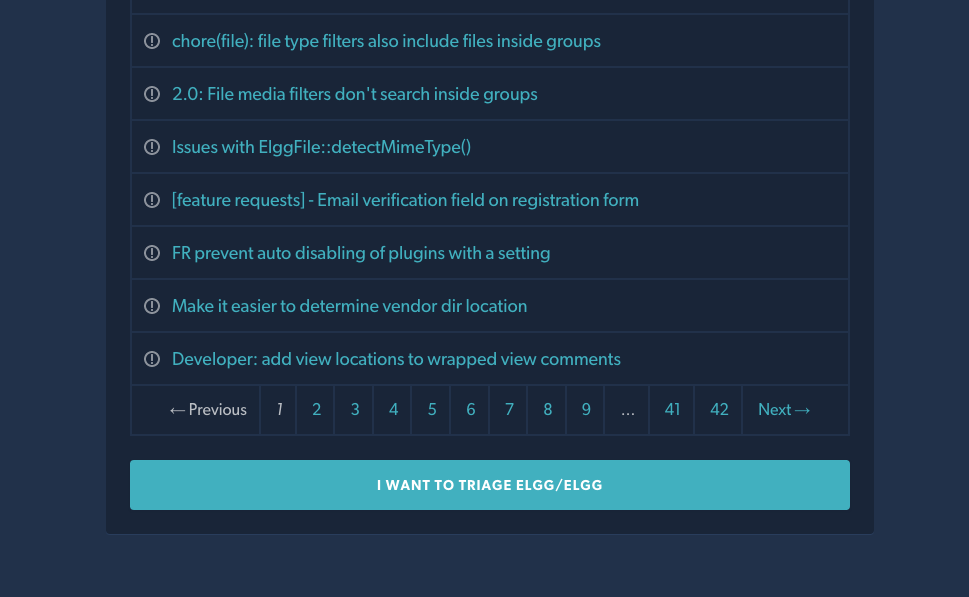 chore(file): file type filters also include files inside groups
2.0: File media filters don't search inside groups
Issues with ElggFile::detectMimeType()
[feature requests] - Email verification field on registration form
FR prevent auto disabling of plugins with a setting
Make it easier to determine vendor dir location
Developer: add view locations to wrapped view comments
← Previous 1 2 3 4 5 6 7 8 9 … 41 42 Next →
I WANT TO TRIAGE ELGG/ELGG